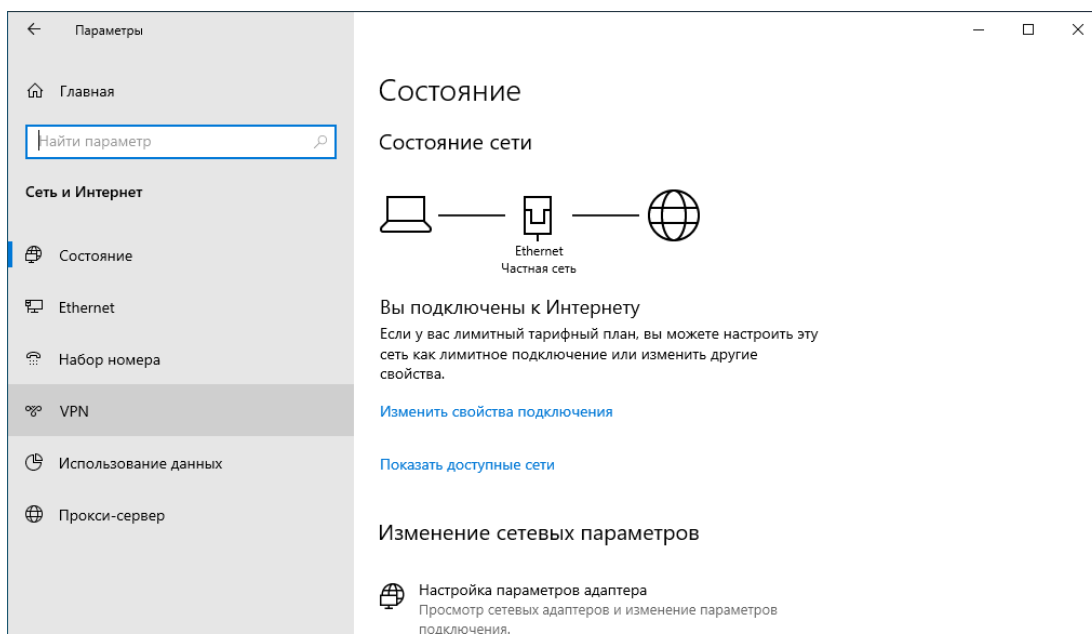 Параметры
Главная
Найти параметр
Сеть и Интернет
Состояние
Ethernet
Набор номера
VPN
Использование данных
Прокси-сервер
Состояние
Состояние сети
Ethernet
Частная сеть
Вы подключены к Интернету
Если у вас лимитный тарифный план, вы можете настроить эту
сеть как лимитное подключение или изменить другие
свойства.
Изменить свойства подключения
Показать доступные сети
Изменение сетевых параметров
Настройка параметров адаптера
Просмотр сетевых адаптеров и изменение параметров
подключения.